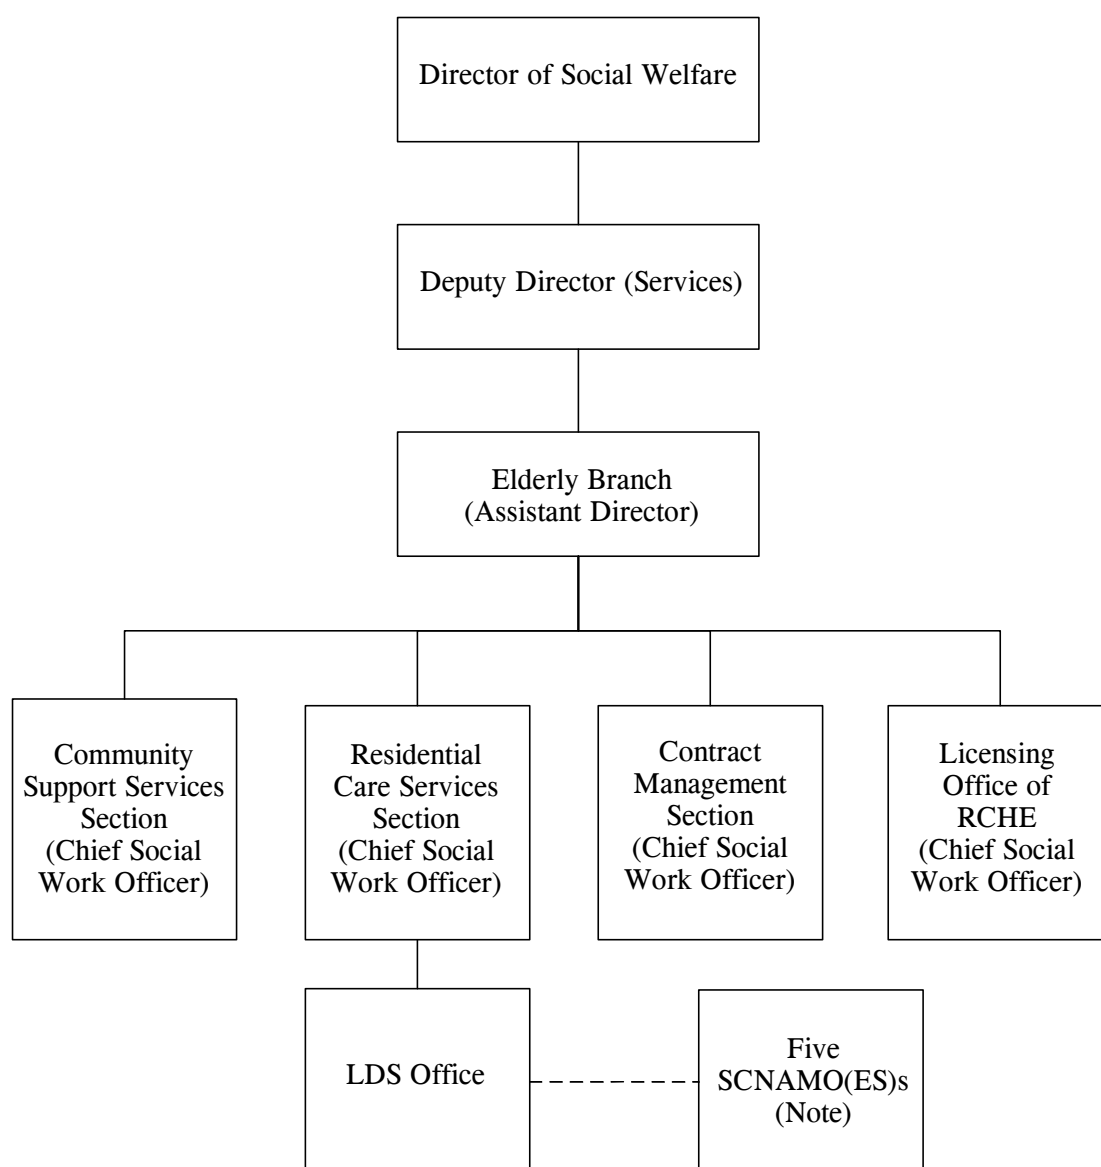 Director of Social Welfare
Deputy Director (Services)
Elderly Branch
(Assistant Director)
Community
Support Services
Section
(Chief Social
Work Officer)
Residential
Care Services
Section
(Chief Social
Work Officer)
Contract
Management
Section
(Chief Social
Work Officer)
Licensing
Office of
RCHE
(Chief Social
Work Officer)
LDS Office
Five
SCNAMO(ES)s
(Note)